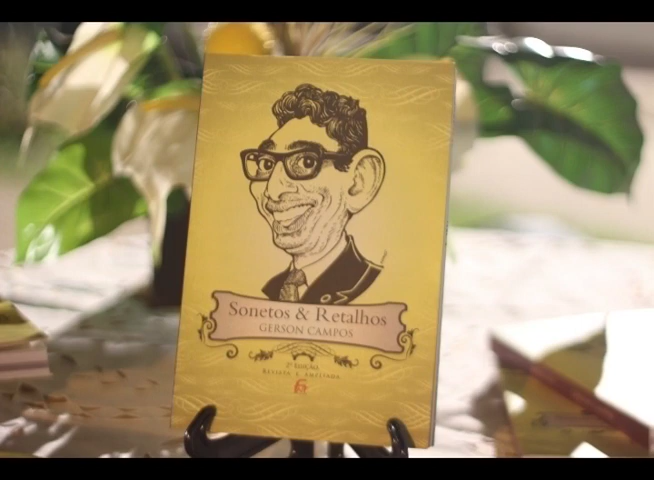 Sonetos & Retalhos
GERSON CAMPOS
2ª EDIÇÃO
REVISTA E AMPLIADA